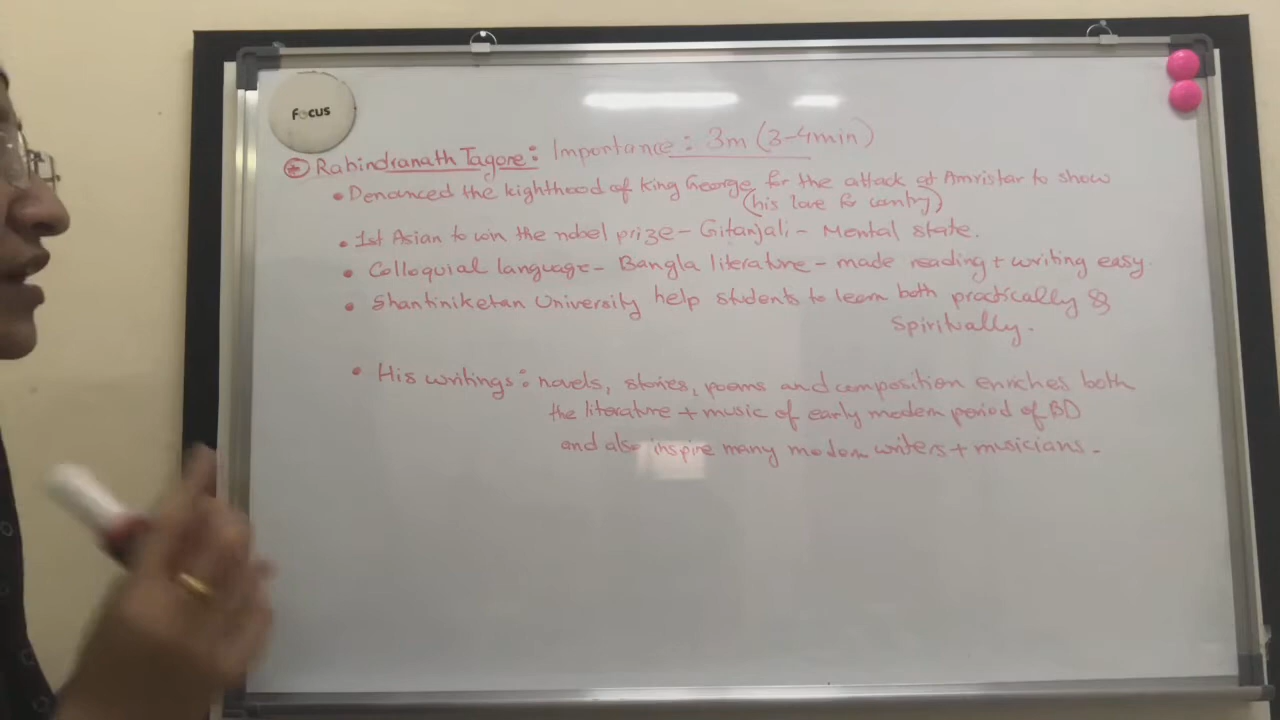 Focus
Rabindranath Tagore: Importance: 3m (3-4min)
• Denounced the kighthood of King George for the attack at Amristar to show
(his love for contry)
• 1st Asian to win the nobel prize - Gitanjali - Mental state.
• Colloquial language - Bangla literature - made reading + writing easy.
• Shantiniketan University help students to learn both practically &
Spiritually.
• His writings: novels, stories, poems and composition enriches both
the literature + music of early modern period of BD
and also inspire many modern writers + musicians.